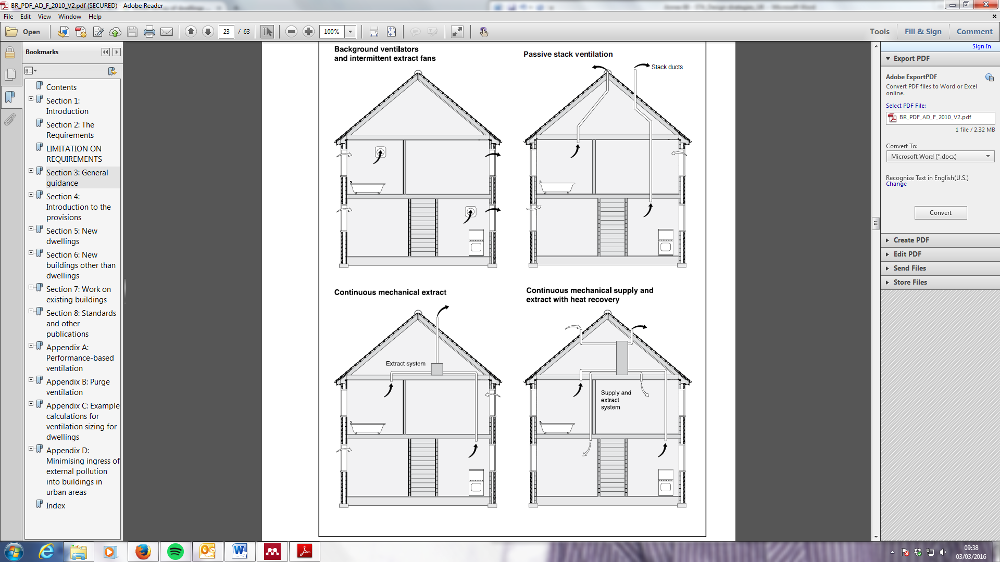 BR_PDF_AD_F_2010_V2.pdf (SECURED) - Adobe Reader
File Edit View Window Help
Open
23 / 63
100%
Tools
Fill & Sign
Comment
Bookmarks
Contents
Section 1:
Introduction
Section 2: The
Requirements
LIMITATION ON
REQUIREMENTS
Section 3: General
guidance
Section 4:
Introduction to the
provisions
Section 5: New
dwellings
Section 6: New
buildings other than
dwellings
Section 7: Work on
existing buildings
Section 8: Standards
and other
publications
Appendix A:
Performance-based
ventilation
Appendix B: Purge
ventilation
Appendix C: Example
calculations for
ventilation sizing for
dwellings
Appendix D:
Minimising ingress of
external pollution
into buildings in
urban areas
Index
Background ventilators
and intermittent extract fans
Passive stack ventilation
Stack ducts
Continuous mechanical extract
Extract system
Continuous mechanical supply and
extract with heat recovery
Supply and
extract
system
Sign In
Export PDF
Adobe ExportPDF
Convert PDF files to Word or Excel
online.
Select PDF File:
BR_PDF_AD_F_2010_V2.pdf
1 file / 2.32 MB
Convert To:
Microsoft Word (*.docx)
Recognize Text in English(U.S.)
Change
Convert
Create PDF
Edit PDF
Send Files
Store Files
09:38
03/03/2016